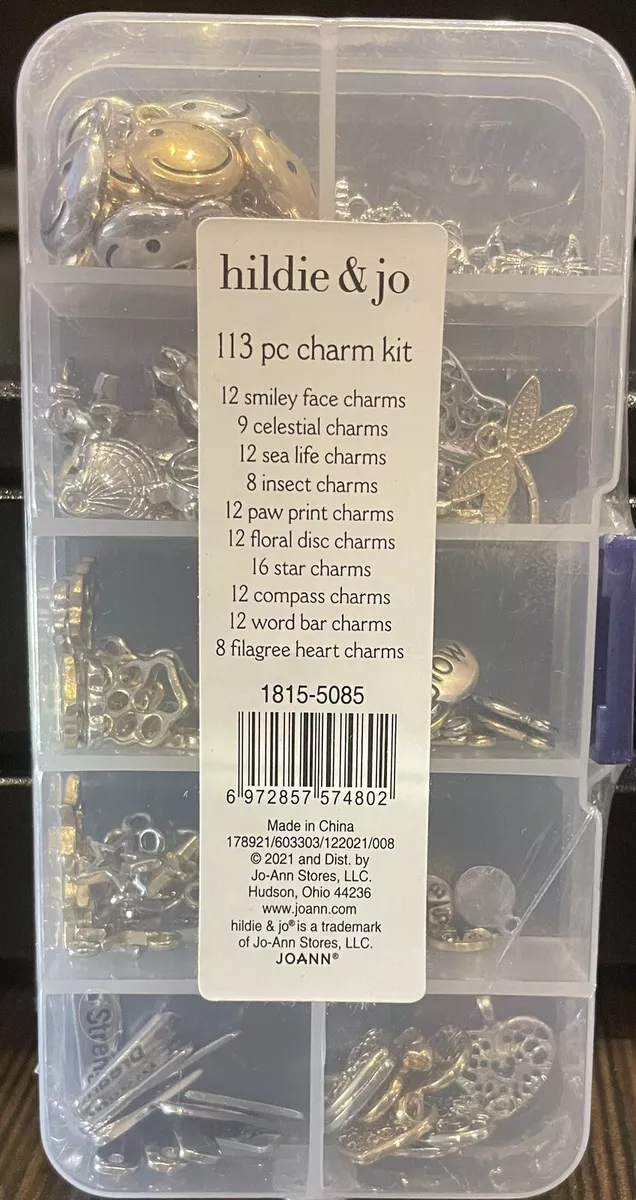 hildie & jo
113 pc charm kit
12 smiley face charms
9 celestial charms
12 sea life charms
8 insect charms
12 paw print charms
12 floral disc charms
16 star charms
12 compass charms
12 word bar charms
8 filagree heart charms
1815-5085
6 972857 574802
Made in China
178921/603303/122021/008
© 2021 and Dist. by
Jo-Ann Stores, LLC.
Hudson, Ohio 44236
www.joann.com
hildie & jo® is a trademark
of Jo-Ann Stores, LLC.
JOANN®